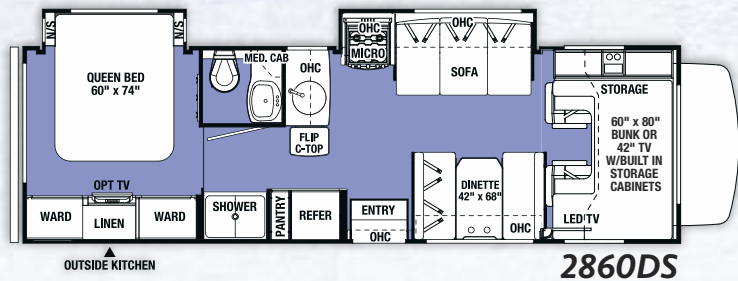 N/S
N/S
QUEEN BED
60" x 74"
MED. CAB
OHC
FLIP
C-TOP
OHC
MICRO
OHC
SOFA
STORAGE
60" x 80"
BUNK OR
42" TV
W/BUILT IN
STORAGE
CABINETS
LED TV
DINETTE
42" x 68"
OHC
ENTRY
OHC
REFER
PANTRY
SHOWER
OPT TV
WARD
LINEN
WARD
OUTSIDE KITCHEN
2860DS